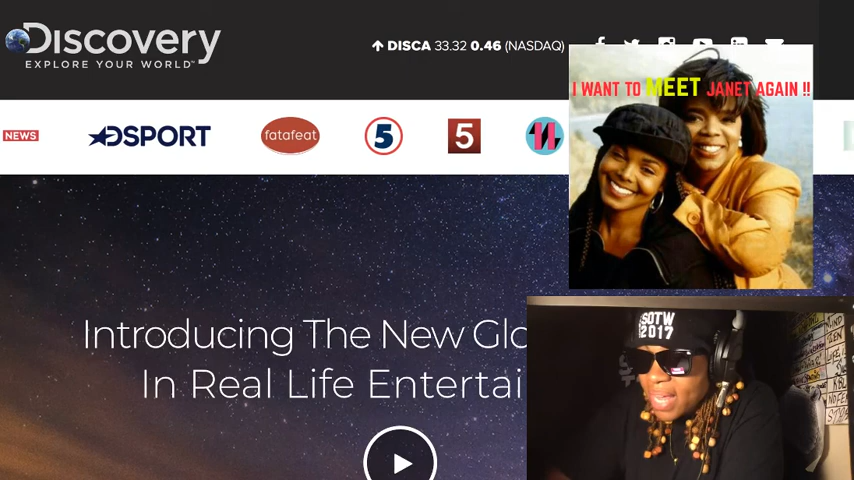 Discovery
EXPLORE YOUR WORLD™
DISCA 33.32 0.46 (NASDAQ)
I WANT TO MEET JANET AGAIN !!
NEWS
DSPORT
fatafeat
5
5
Introducing The New Glo
In Real Life Entertai
SOTW
2017